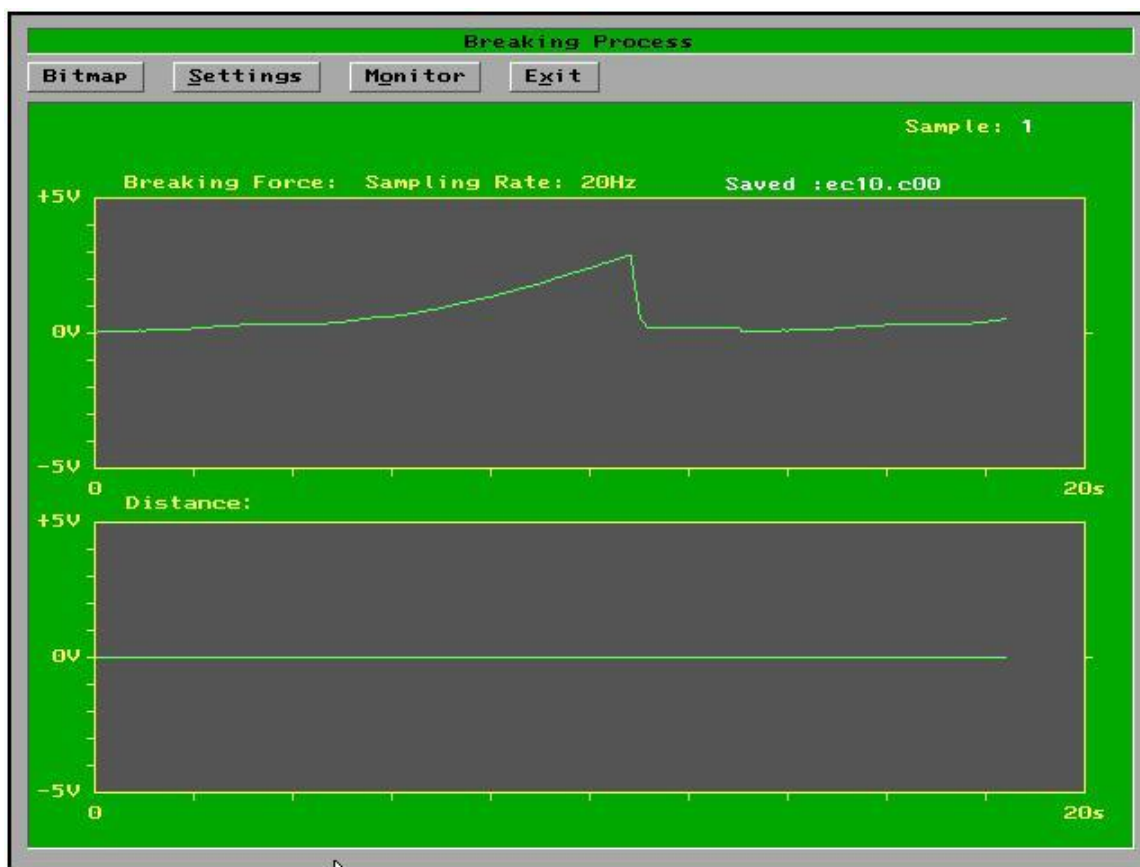 Breaking Process
Bitmap Settings Monitor Exit
Sample: 1
Breaking Force: Sampling Rate: 20Hz Saved :ec10.c00
+5V
0V
-5V
0 20s
Distance:
+5V
0V
-5V
0 20s